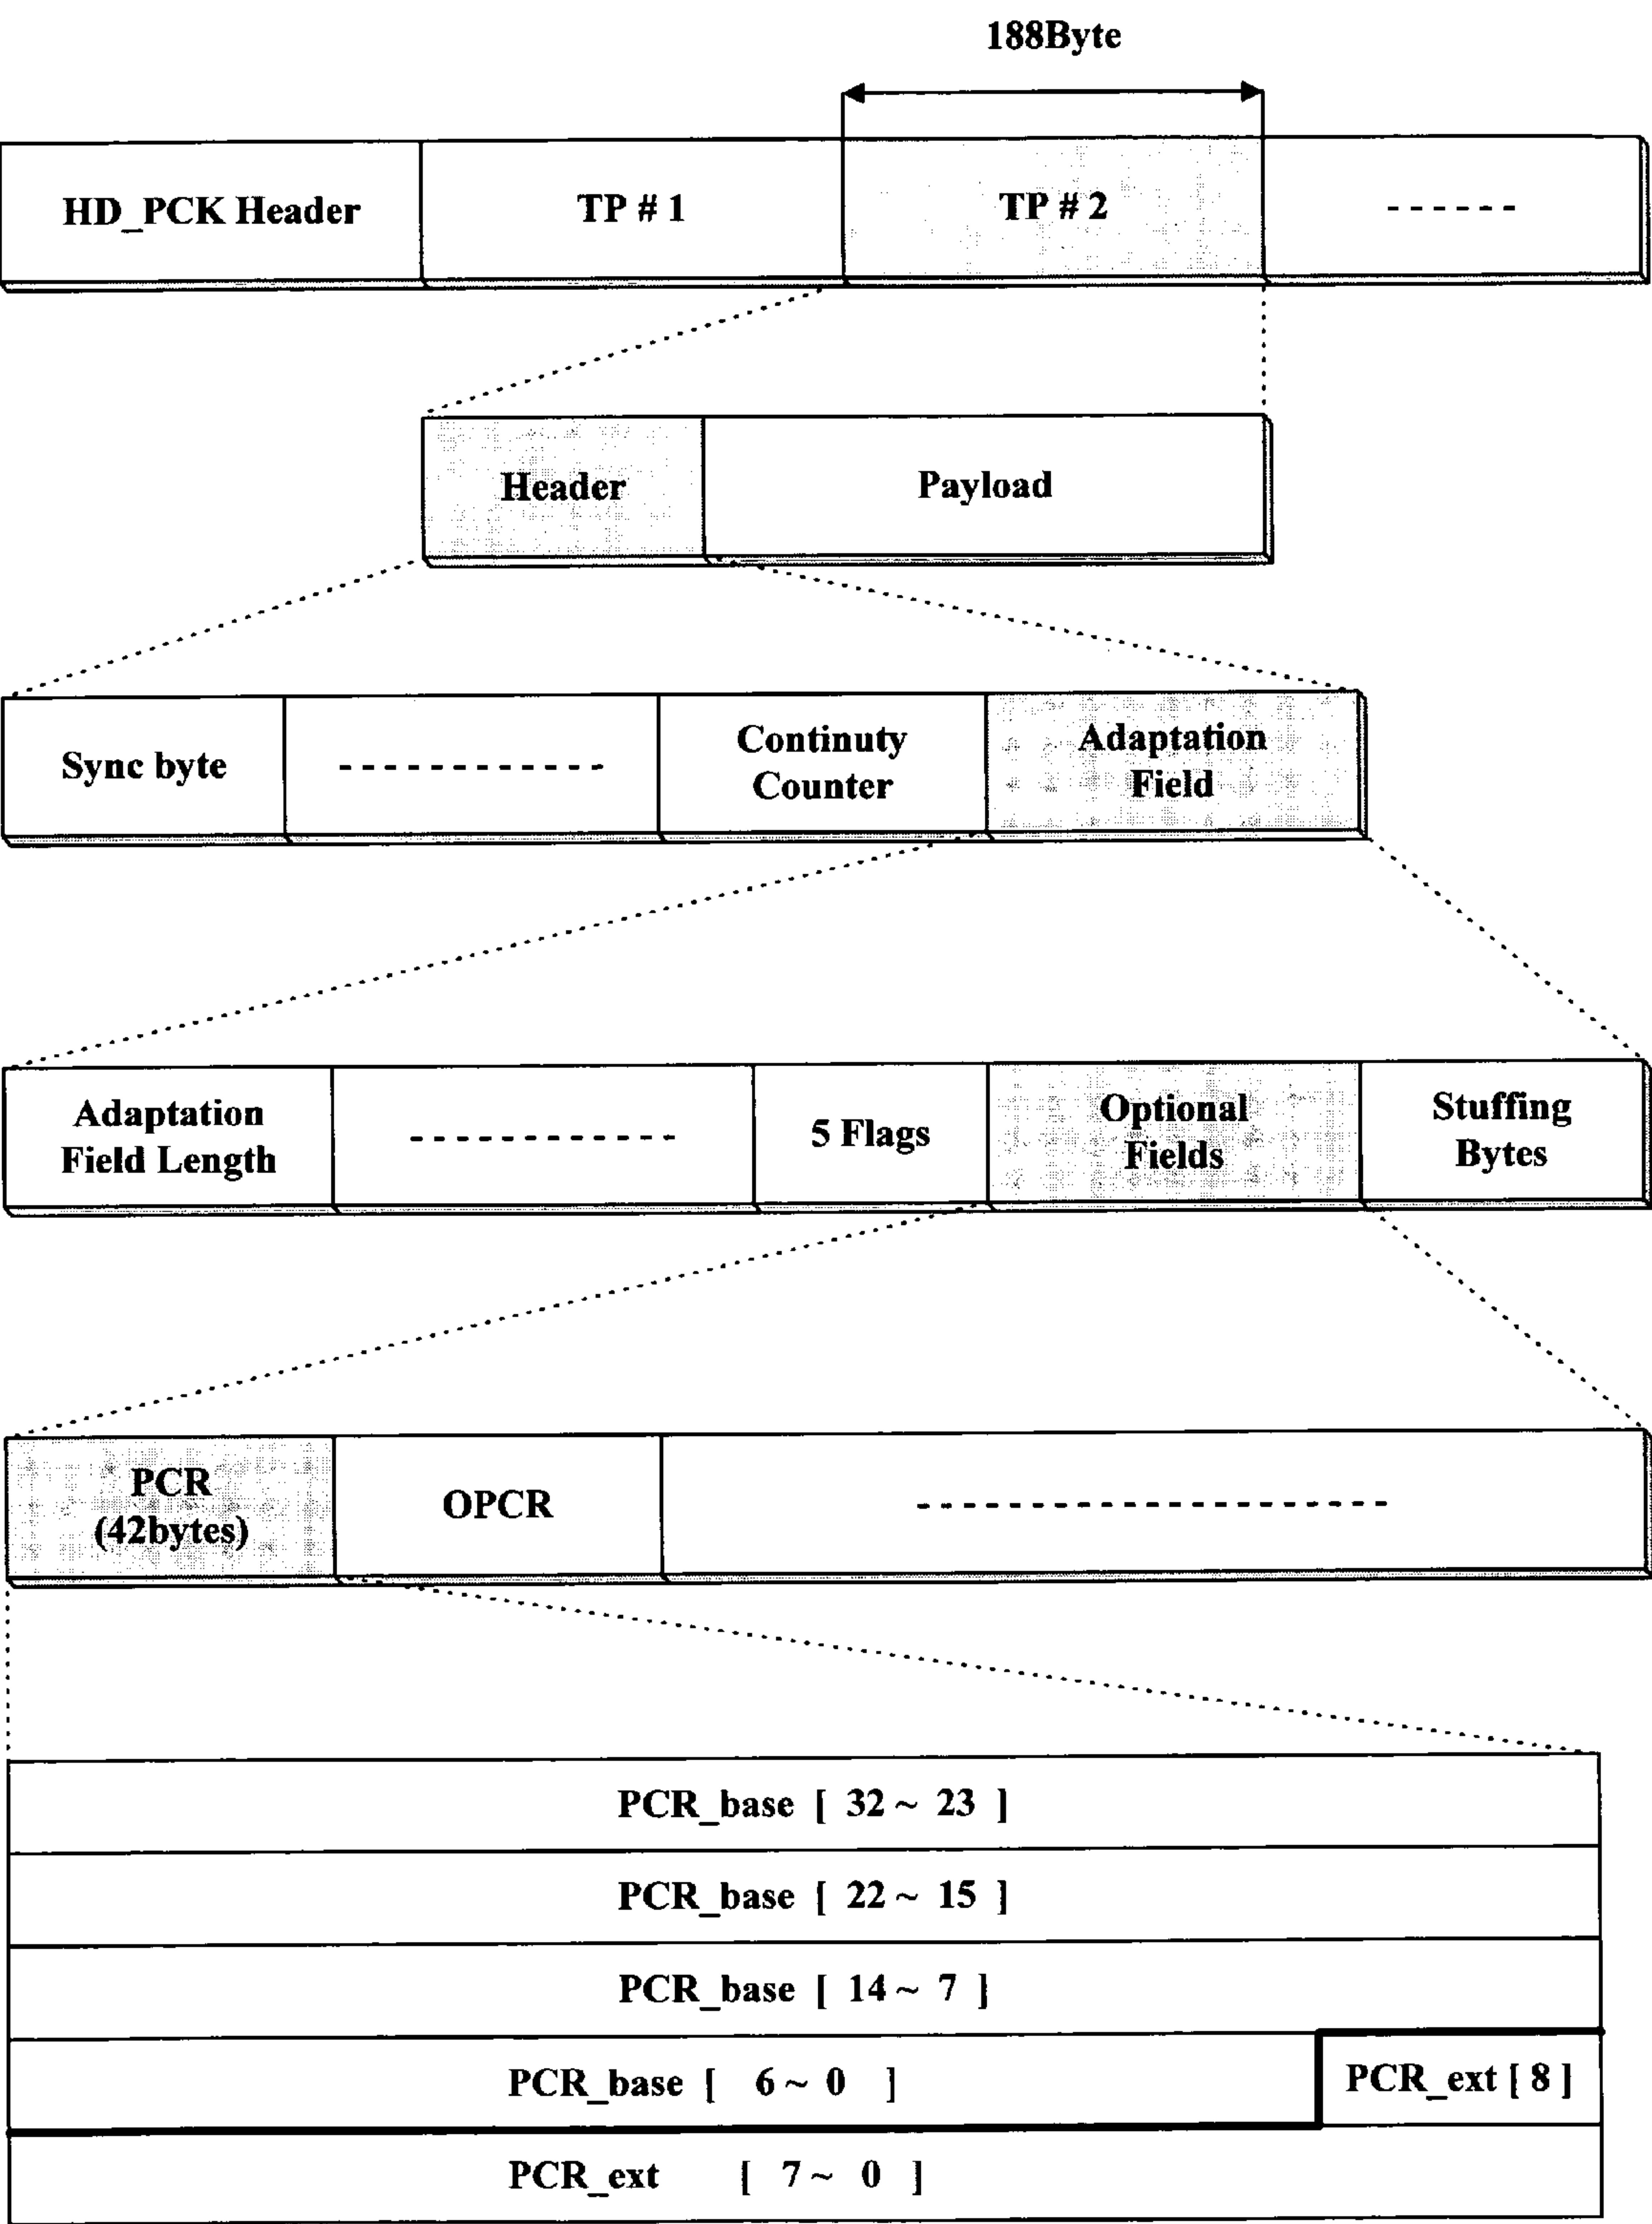 188Byte
HD_PCK Header
TP # 1
TP # 2
------
Header
Payload
Sync byte
------------
Continuty
Counter
Adaptation
Field
Adaptation
Field Length
------------
5 Flags
Optional
Fields
Stuffing
Bytes
PCR
(42bytes)
OPCR
---------------------
PCR_base [ 32 ~ 23 ]
PCR_base [ 22 ~ 15 ]
PCR_base [ 14 ~ 7 ]
PCR_base [ 6 ~ 0 ]
PCR_ext [ 8 ]
PCR_ext [ 7 ~ 0 ]